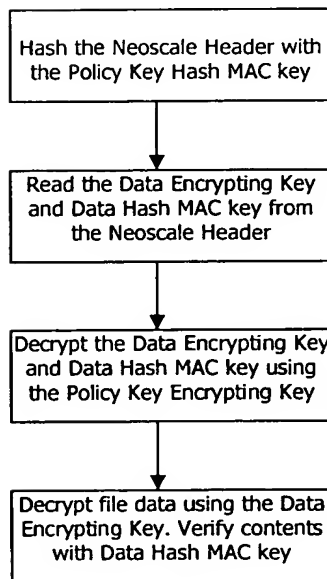 Hash the Neoscale Header with
the Policy Key Hash MAC key
Read the Data Encrypting Key
and Data Hash MAC key from
the Neoscale Header
Decrypt the Data Encrypting Key
and Data Hash MAC key using
the Policy Key Encrypting Key
Decrypt file data using the Data
Encrypting Key. Verify contents
with Data Hash MAC key